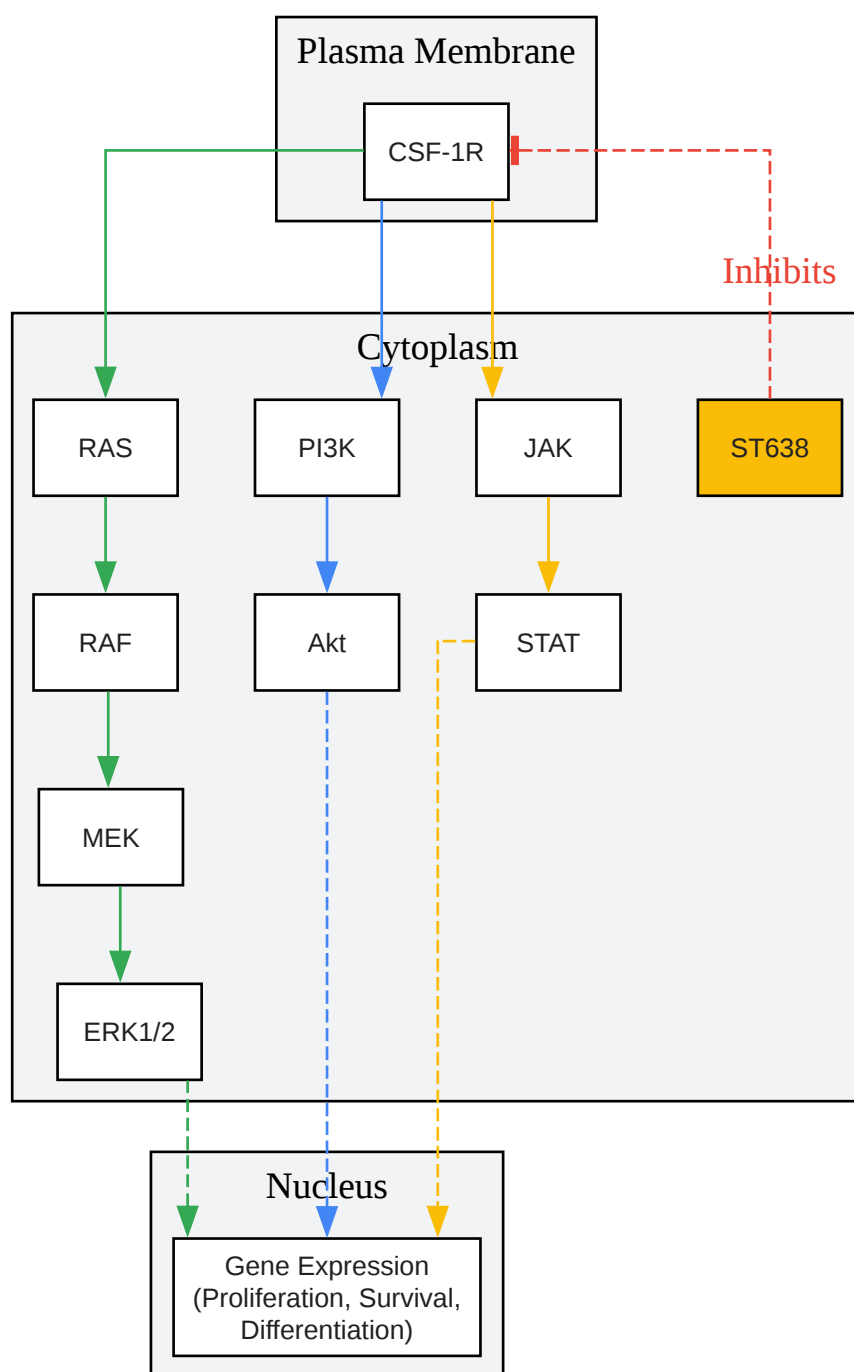 Plasma Membrane
CSF-1R
Inhibits
Cytoplasm
RAS
PI3K
JAK
ST638
RAF
Akt
STAT
MEK
ERK1/2
Nucleus
Gene Expression
(Proliferation, Survival,
Differentiation)